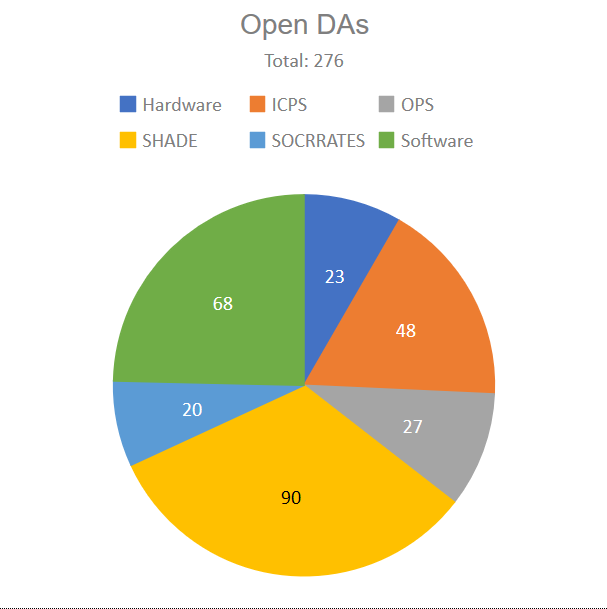 Open DAs
Total: 276
Hardware ICPS OPS
SHADE SOCRRATES Software
23
68
48
20
27
90